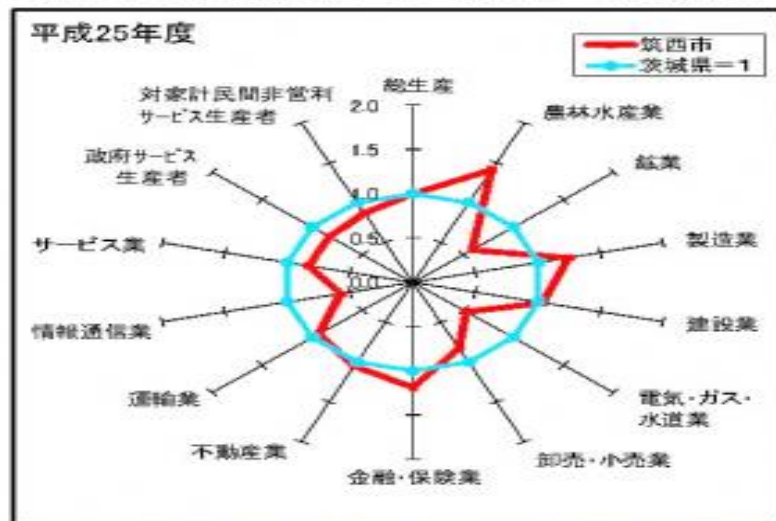 平成25年度
筑西市
茨城県=1
総生産
2.0
1.5
1.0
0.5
0.0
農林水産業
鉱業
製造業
建設業
電気・ガス・
水道業
卸売・小売業
金融・保険業
不動産業
運輸業
情報通信業
サービス業
政府サービス
生産者
対家計民間非営利
サービス生産者